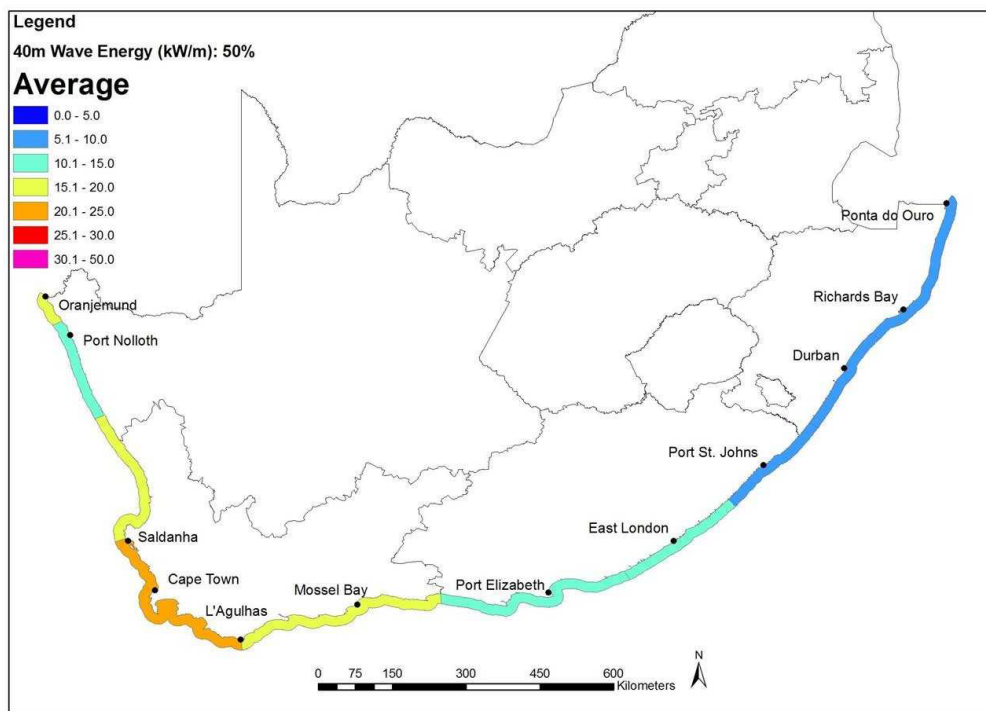 Legend
40m Wave Energy (kW/m): 50%
Average
0.0 - 5.0
5.1 - 10.0
10.1 - 15.0
15.1 - 20.0
20.1 - 25.0
25.1 - 30.0
30.1 - 50.0
Ponta do Ouro
Oranjemund
Richards Bay
Port Nolloth
Durban
Port St. Johns
East London
Saldanha
Cape Town
Mossel Bay
Port Elizabeth
L'Agulhas
N
0 75 150 300 450 600
Kilometers